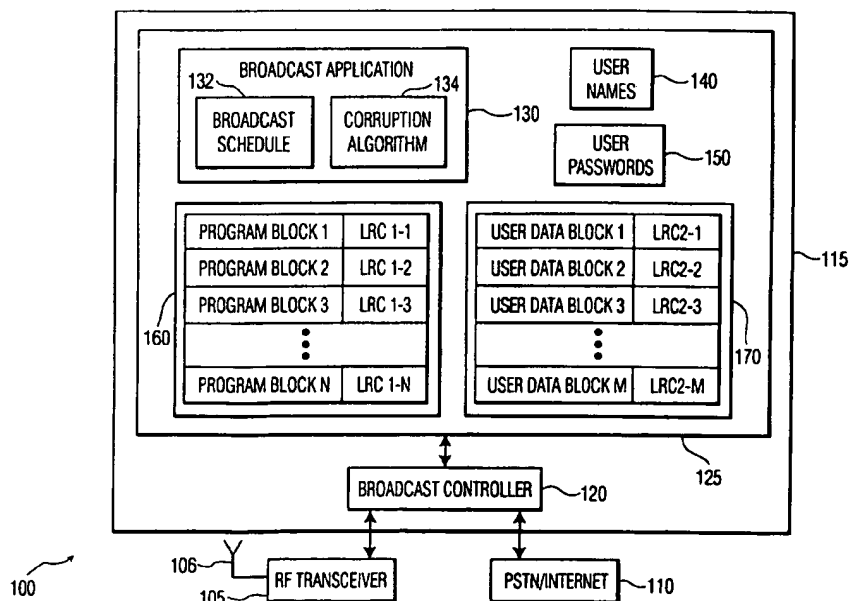 BROADCAST APPLICATION
132
134
BROADCAST
SCHEDULE
CORRUPTION
ALGORITHM
130
USER
NAMES
140
USER
PASSWORDS
150
PROGRAM BLOCK 1 LRC 1-1
PROGRAM BLOCK 2 LRC 1-2
PROGRAM BLOCK 3 LRC 1-3
PROGRAM BLOCK N LRC 1-N
160
USER DATA BLOCK 1 LRC2-1
USER DATA BLOCK 2 LRC2-2
USER DATA BLOCK 3 LRC2-3
USER DATA BLOCK M LRC2-M
170
115
125
BROADCAST CONTROLLER
120
106
RF TRANSCEIVER
105
PSTN/INTERNET
110
100